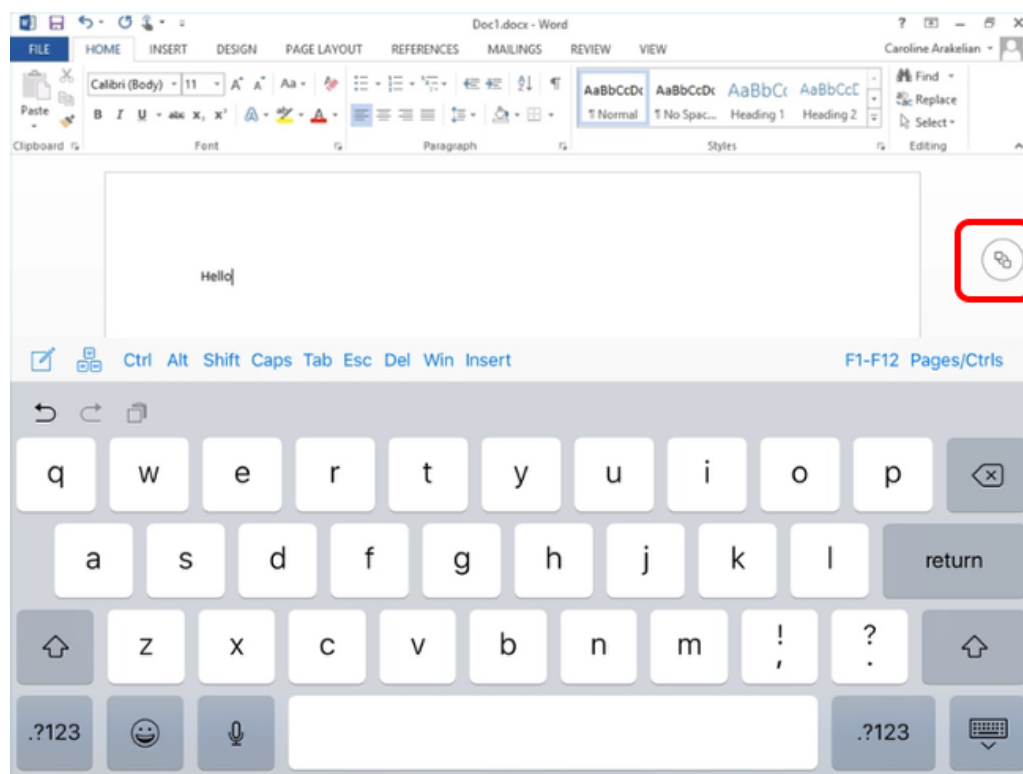 Doc1.docx - Word
?
FILE HOME INSERT DESIGN PAGE LAYOUT REFERENCES MAILINGS REVIEW VIEW Caroline Arakelian
Calibri (Body) 11 A A Aa A↓Z ¶ AaBbCcDc AaBbCcDc AaBbCc AaBbCcE Find
Paste B I U abc x₂ x² A A ¶ Normal ¶ No Spac... Heading 1 Heading 2 Replace
Select
Clipboard Font Paragraph Styles Editing
Hello
Ctrl Alt Shift Caps Tab Esc Del Win Insert F1-F12 Pages/Ctrls
q w e r t y u i o p
a s d f g h j k l return
z x c v b n m ! , ? .
.?123 .?123